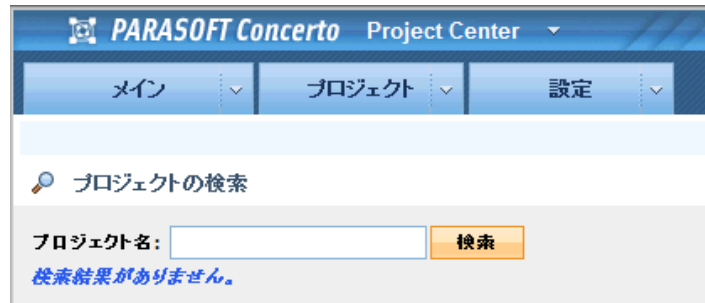 PARASOFT Concerto Project Center
メイン プロジェクト 設定
プロジェクトの検索
プロジェクト名: 検索
検索結果がありません。